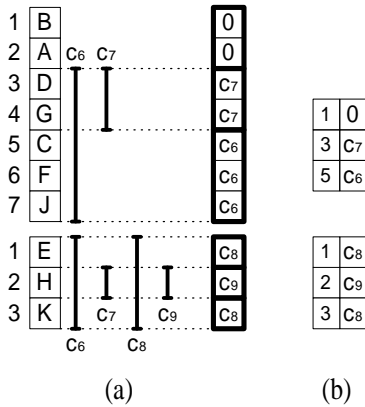 1 B 0
2 A c6 c7 0
3 D c7
4 G c7 1 0
5 C c6 3 c7
6 F c6 5 c6
7 J c6
1 E c8 1 c8
2 H c9 2 c9
3 K c7 c9 c8 3 c8
c6 c8
(a) (b)